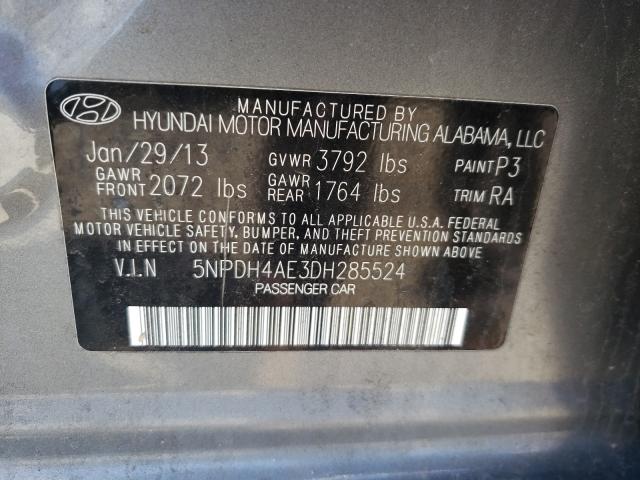 MANUFACTURED BY
HYUNDAI MOTOR MANUFACTURING ALABAMA, LLC
Jan/29/13 GVWR 3792 lbs PAINT P3
GAWR FRONT 2072 lbs GAWR REAR 1764 lbs TRIM RA
THIS VEHICLE CONFORMS TO ALL APPLICABLE U.S.A. FEDERAL
MOTOR VEHICLE SAFETY, BUMPER, AND THEFT PREVENTION STANDARDS
IN EFFECT ON THE DATE OF MANUFACTURE SHOWN ABOVE
V.I.N 5NPDH4AE3DH285524
PASSENGER CAR